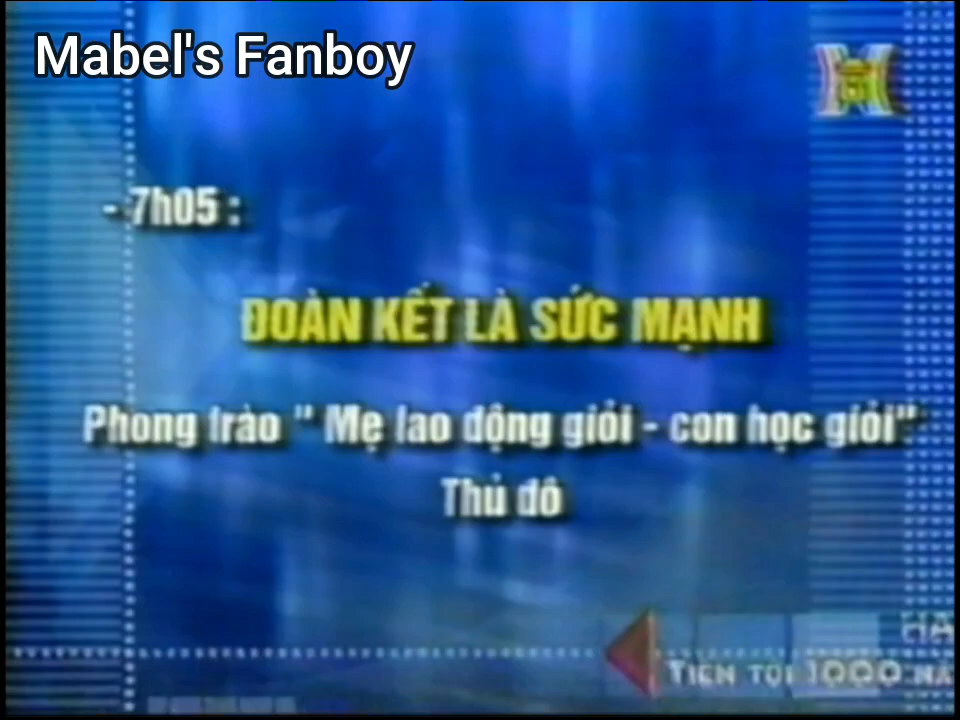 Mabel's Fanboy
- 7h05 :
ĐOÀN KẾT LÀ SỨC MẠNH
Phong trào " Mẹ lao động giỏi - con học giỏi"
Thủ đô
TIẾN TỚI 1000